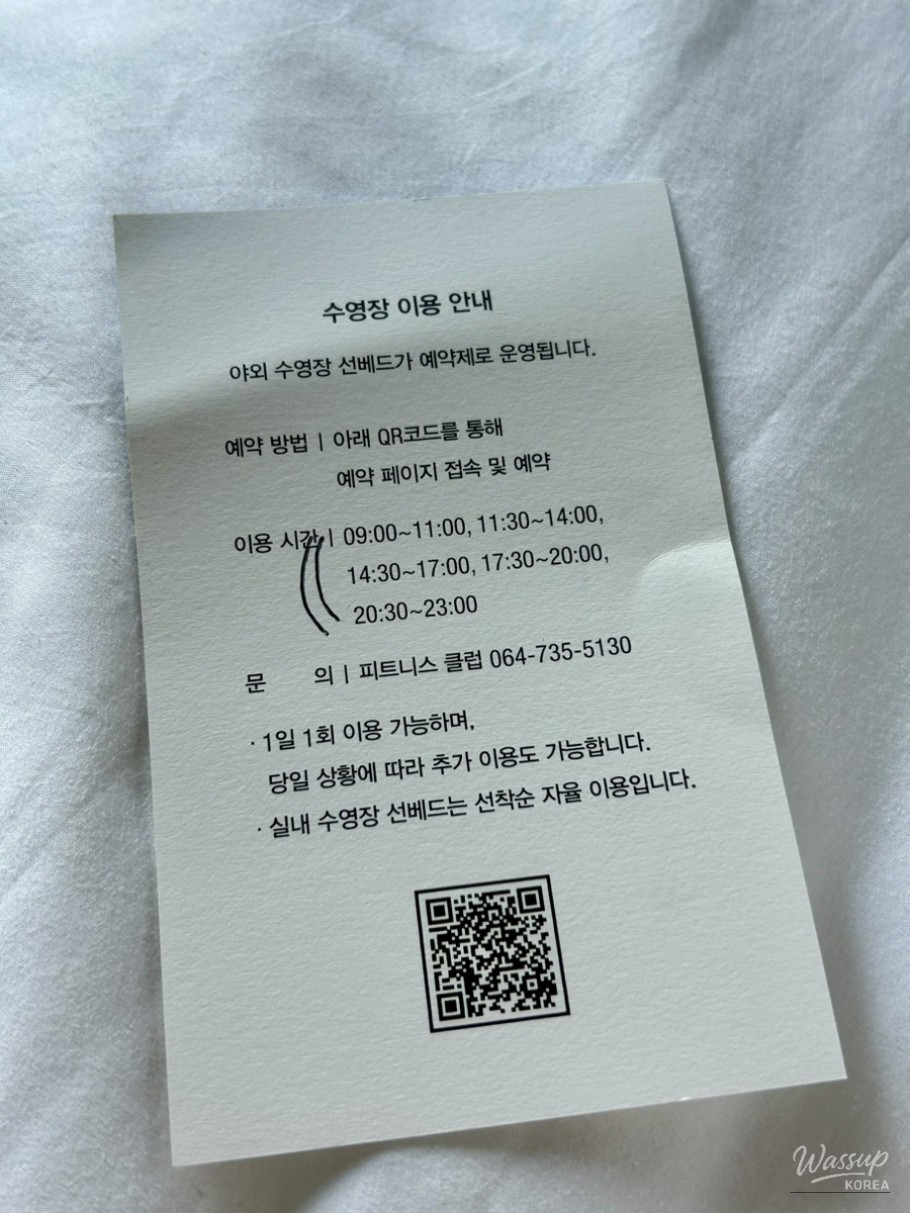 수영장 이용 안내
야외 수영장 선베드가 예약제로 운영됩니다.
예약 방법 | 아래 QR코드를 통해
예약 페이지 접속 및 예약
이용 시간 | 09:00~11:00, 11:30~14:00,
14:30~17:00, 17:30~20:00,
20:30~23:00
문 의 | 피트니스 클럽 064-735-5130
· 1일 1회 이용 가능하며,
당일 상황에 따라 추가 이용도 가능합니다.
· 실내 수영장 선베드는 선착순 자율 이용입니다.
Wassup
KOREA